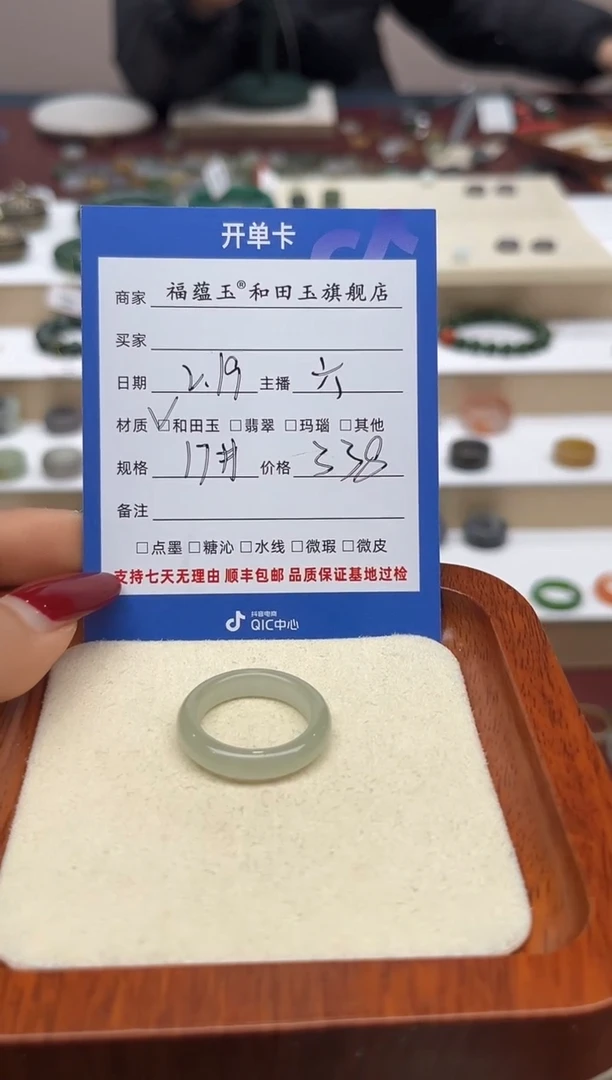 开单卡
商家 福蕴玉®和田玉旗舰店
买家
日期 2.19 主播 六
材质 ☑和田玉 □翡翠 □玛瑙 □其他
规格 17# 价格 338
备注
□点墨 □糖沁 □水线 □微瑕 □微皮
支持七天无理由 顺丰包邮 品质保证基地过检
抖音电商
QIC中心